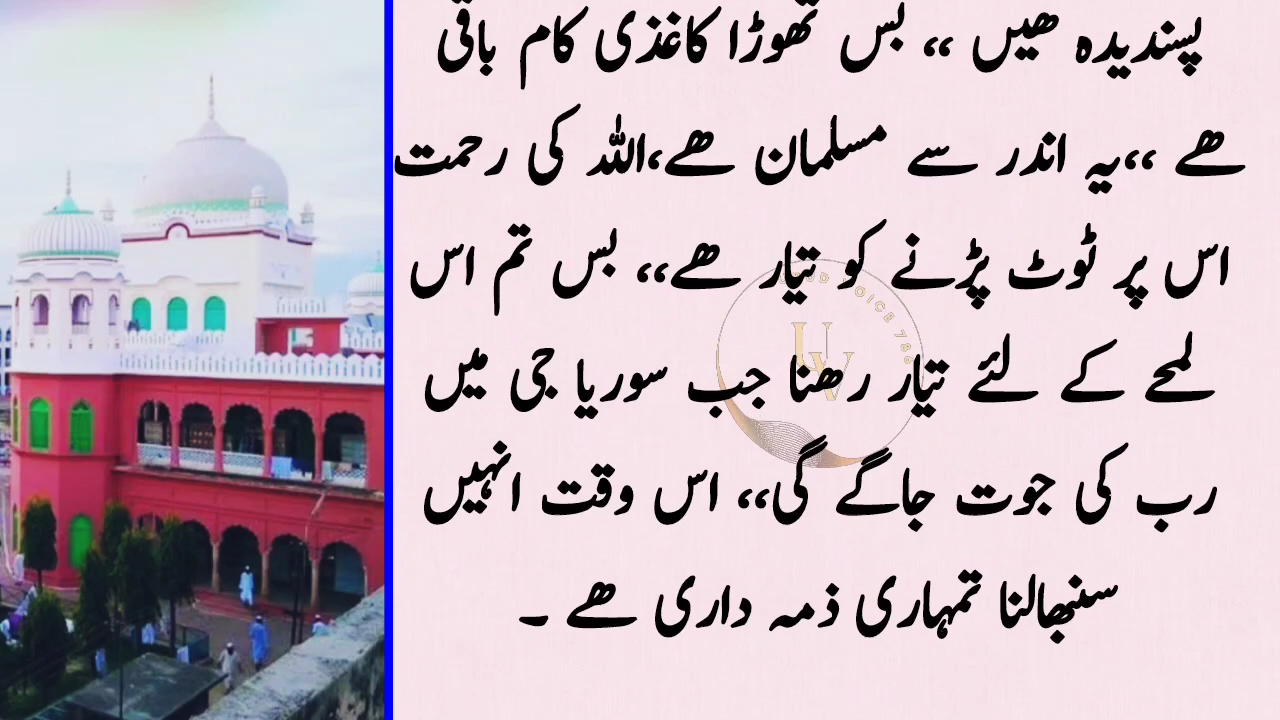 پسندیدہ ھیں ،، بس تھوڑا کاغذی کام باقی
ھے ،،یہ اندر سے مسلمان ھے،اللہ کی رحمت
اس پر ٹوٹ پڑنے کو تیار ھے،، بس تم اس
لمحے کے لئے تیار رھنا جب سوریا جی میں
رب کی جوت جاگے گی،، اس وقت انہیں
سنبھالنا تمہاری ذمہ داری ھے ۔
UV